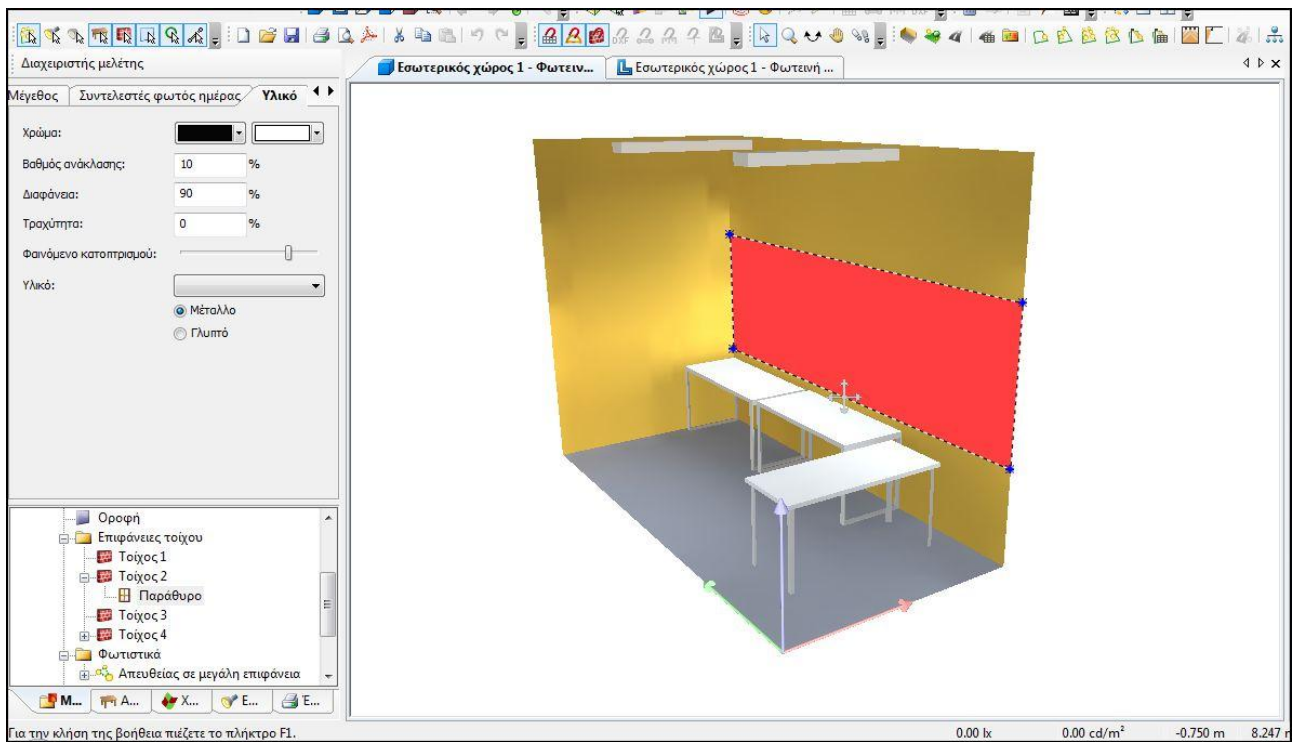 Διαχειριστής μελέτης
Εσωτερικός χώρος 1 - Φωτειν...
Εσωτερικός χώρος 1 - Φωτεινή ...
Μέγεθος
Συντελεστές φωτός ημέρας
Υλικό
Χρώμα:
Βαθμός ανάκλασης: 10 %
Διαφάνεια: 90 %
Τραχύτητα: 0 %
Φαινόμενο κατοπτρισμού:
Υλικό:
Μέταλλο
Γλυπτό
Οροφή
Επιφάνειες τοίχου
Τοίχος 1
Τοίχος 2
Παράθυρο
Τοίχος 3
Τοίχος 4
Φωτιστικά
Απευθείας σε μεγάλη επιφάνεια
Μ... Α... Χ... Ε... Έ...
Για την κλήση της βοήθεια πιέζετε το πλήκτρο F1.
0.00 lx 0.00 cd/m² -0.750 m 8.247